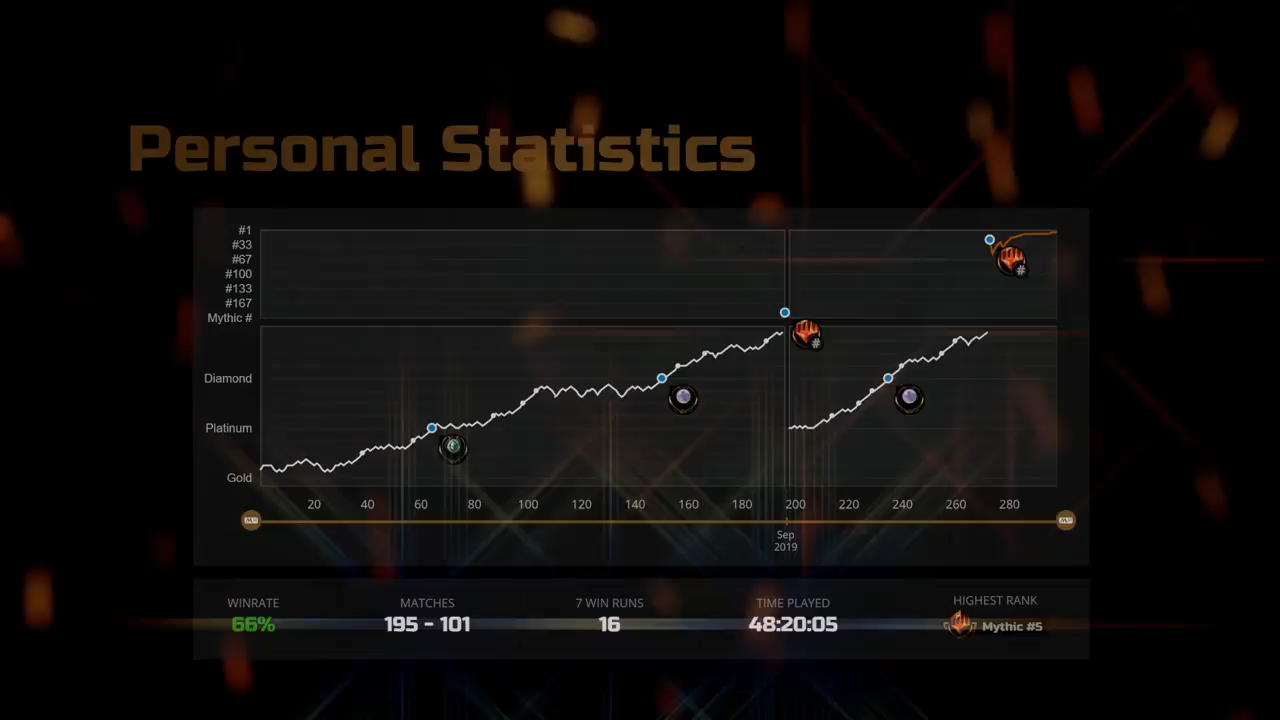 Personal Statistics
#1
#33
#67
#100
#133
#167
Mythic #
Diamond
Platinum
Gold
20 40 60 80 100 120 140 160 180 200 220 240 260 280
Sep
2019
WINRATE MATCHES 7 WIN RUNS TIME PLAYED HIGHEST RANK
66% 195 - 101 16 48:20:05 Mythic #5